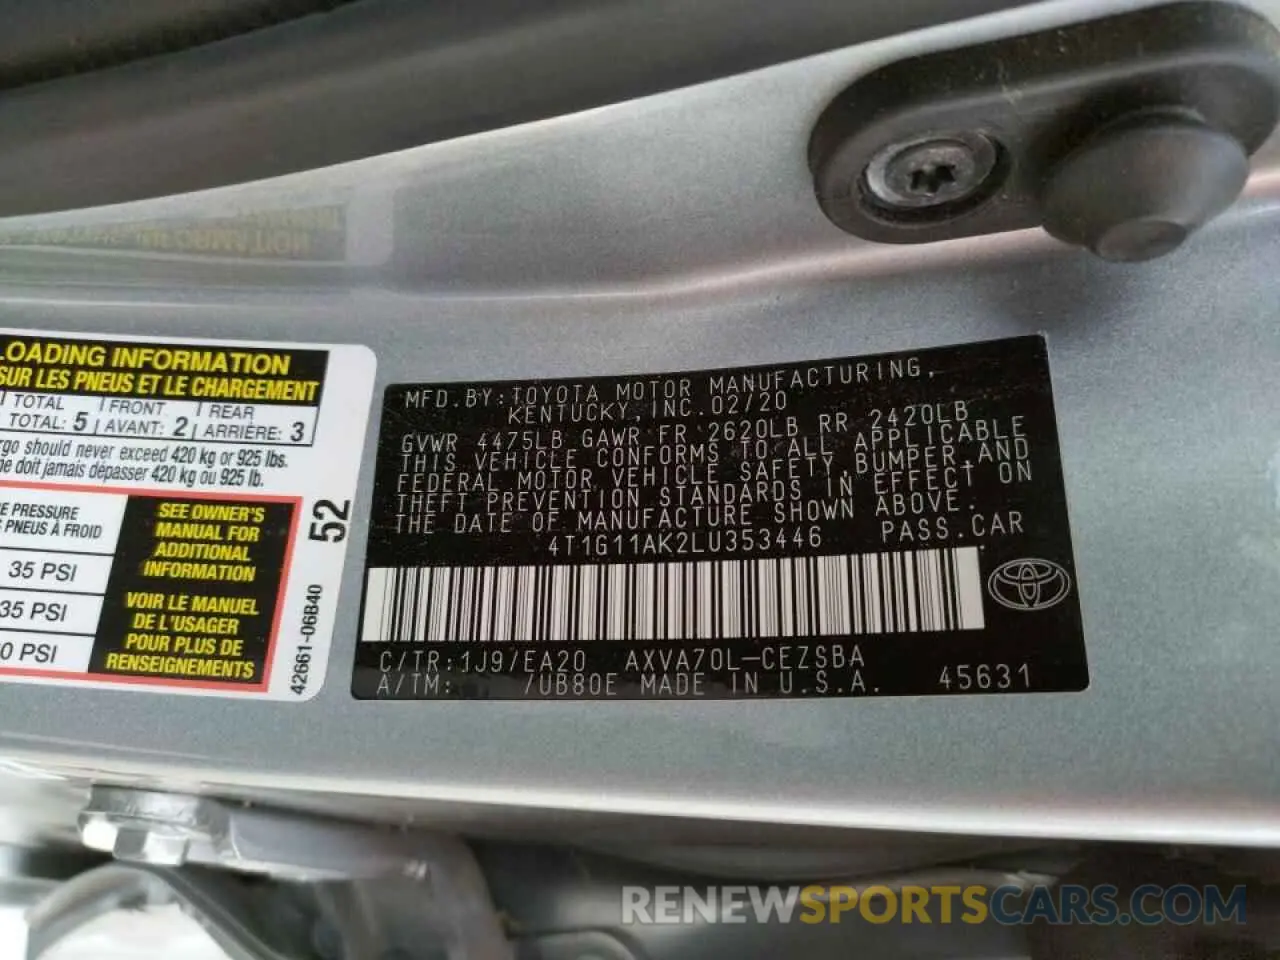 LOADING INFORMATION
SUR LES PNEUS ET LE CHARGEMENT
TOTAL FRONT REAR
TOTAL: 5 AVANT: 2 ARRIÈRE: 3
should never exceed 420 kg or 925 lbs.
doit jamais dépasser 420 kg ou 925 lb.
PRESSURE
PNEUS À FROID
35 PSI
35 PSI
0 PSI
SEE OWNER'S
MANUAL FOR
ADDITIONAL
INFORMATION
VOIR LE MANUEL
DE L'USAGER
POUR PLUS DE
RENSEIGNEMENTS
52
42661-06B40
MFD.BY:TOYOTA MOTOR MANUFACTURING,
KENTUCKY, INC.02/20
GVWR 4475LB GAWR FR 2620LB RR 2420LB
THIS VEHICLE CONFORMS TO ALL APPLICABLE
FEDERAL MOTOR VEHICLE SAFETY, BUMPER, AND
THEFT PREVENTION STANDARDS IN EFFECT ON
THE DATE OF MANUFACTURE SHOWN ABOVE.
4T1G11AK2LU353446 PASS.CAR
C/TR:1J9/EA20 AXVA70L-CEZSBA
A/TM: /UB80E MADE IN U.S.A. 45631
RENEWSPORTSCARS.COM